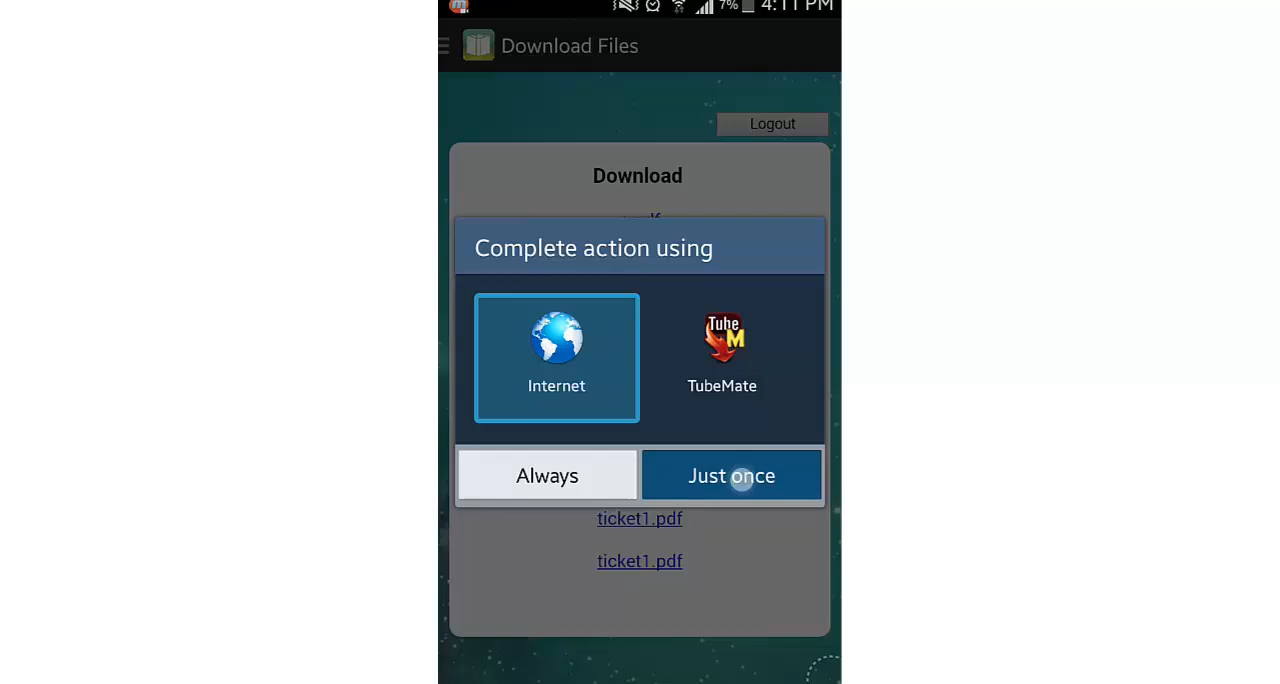 7% 4:11 PM
Download Files
Logout
Download
Complete action using
Tube
M
Internet
TubeMate
Always
Just once
ticket1.pdf
ticket1.pdf